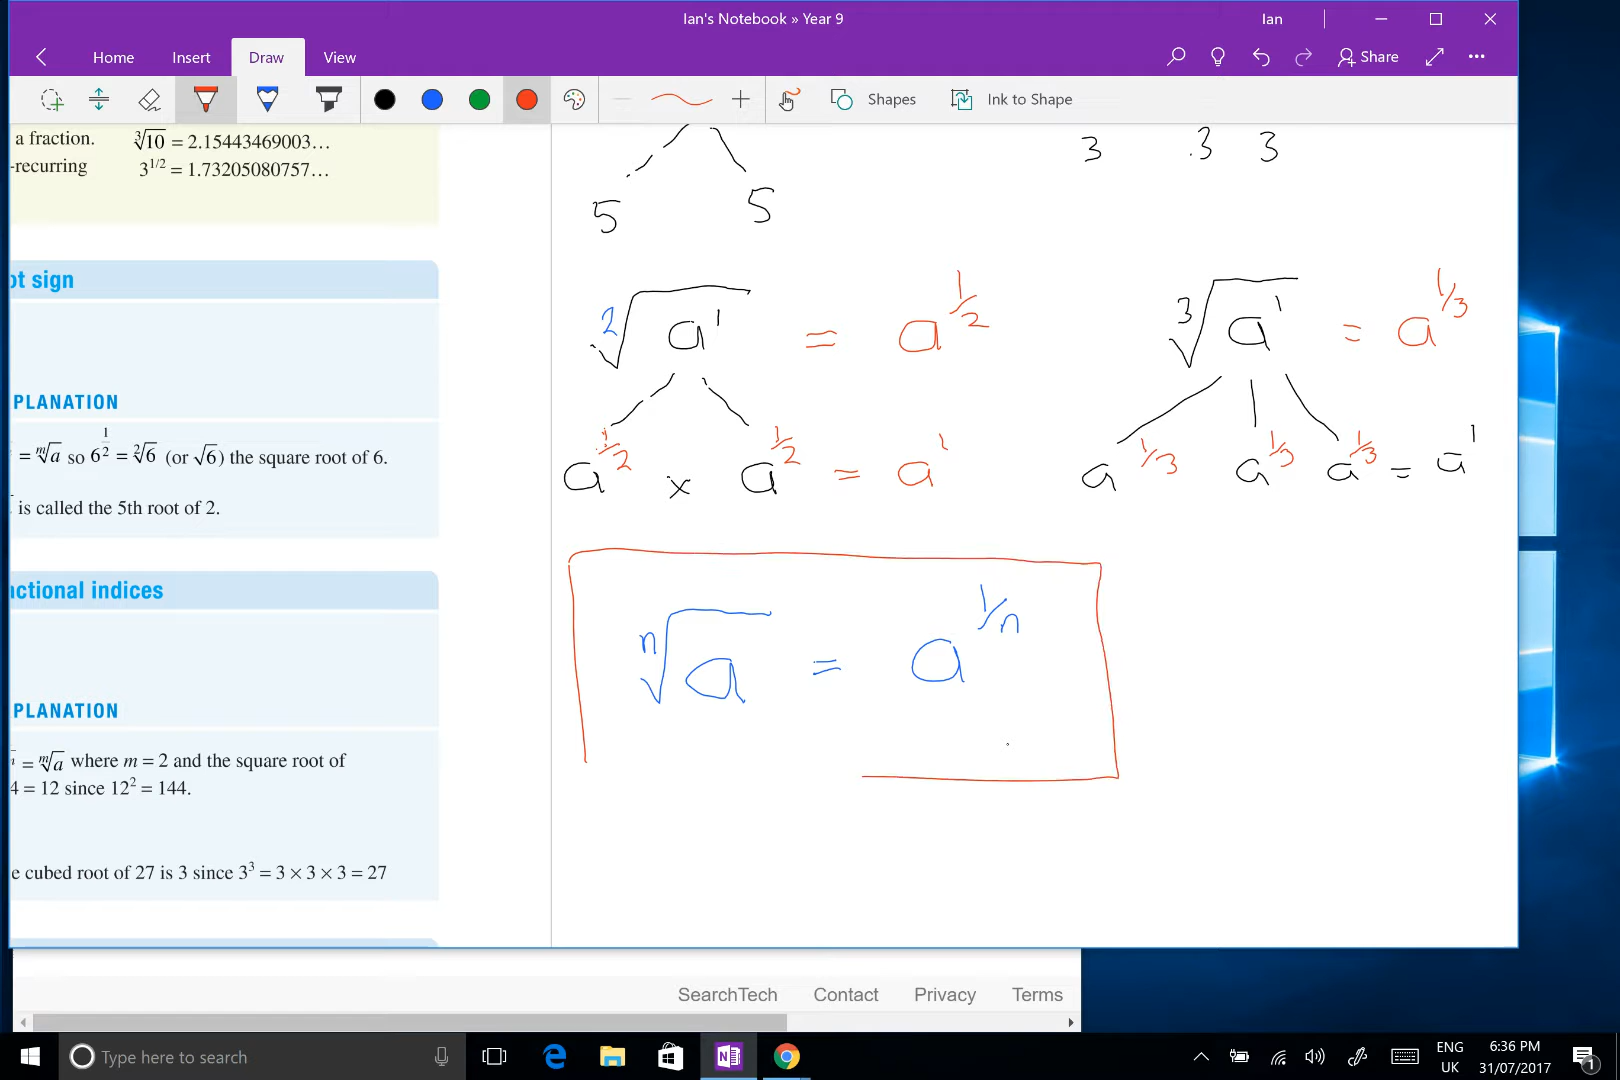 Ian's Notebook » Year 9
Ian
Home Insert Draw View
Share
Shapes Ink to Shape
a fraction. ∛10 = 2.15443469003…
-recurring 3^{1/2} = 1.73205080757…
5 5
3 3 3
ot sign
²√a¹ = a^{1/2}
³√a¹ = a^{1/3}
PLANATION
= ᵐ√a so 6^{1/2} = ²√6 (or √6) the square root of 6.
is called the 5th root of 2.
a^{1/2} × a^{1/2} = a¹
a^{1/3} a^{1/3} a^{1/3} = a¹
ⁿ√a = a^{1/n}
actional indices
PLANATION
= ᵐ√a where m = 2 and the square root of
4 = 12 since 12² = 144.
e cubed root of 27 is 3 since 3³ = 3 × 3 × 3 = 27
SearchTech Contact Privacy Terms
Type here to search
ENG
UK
6:36 PM
31/07/2017
1